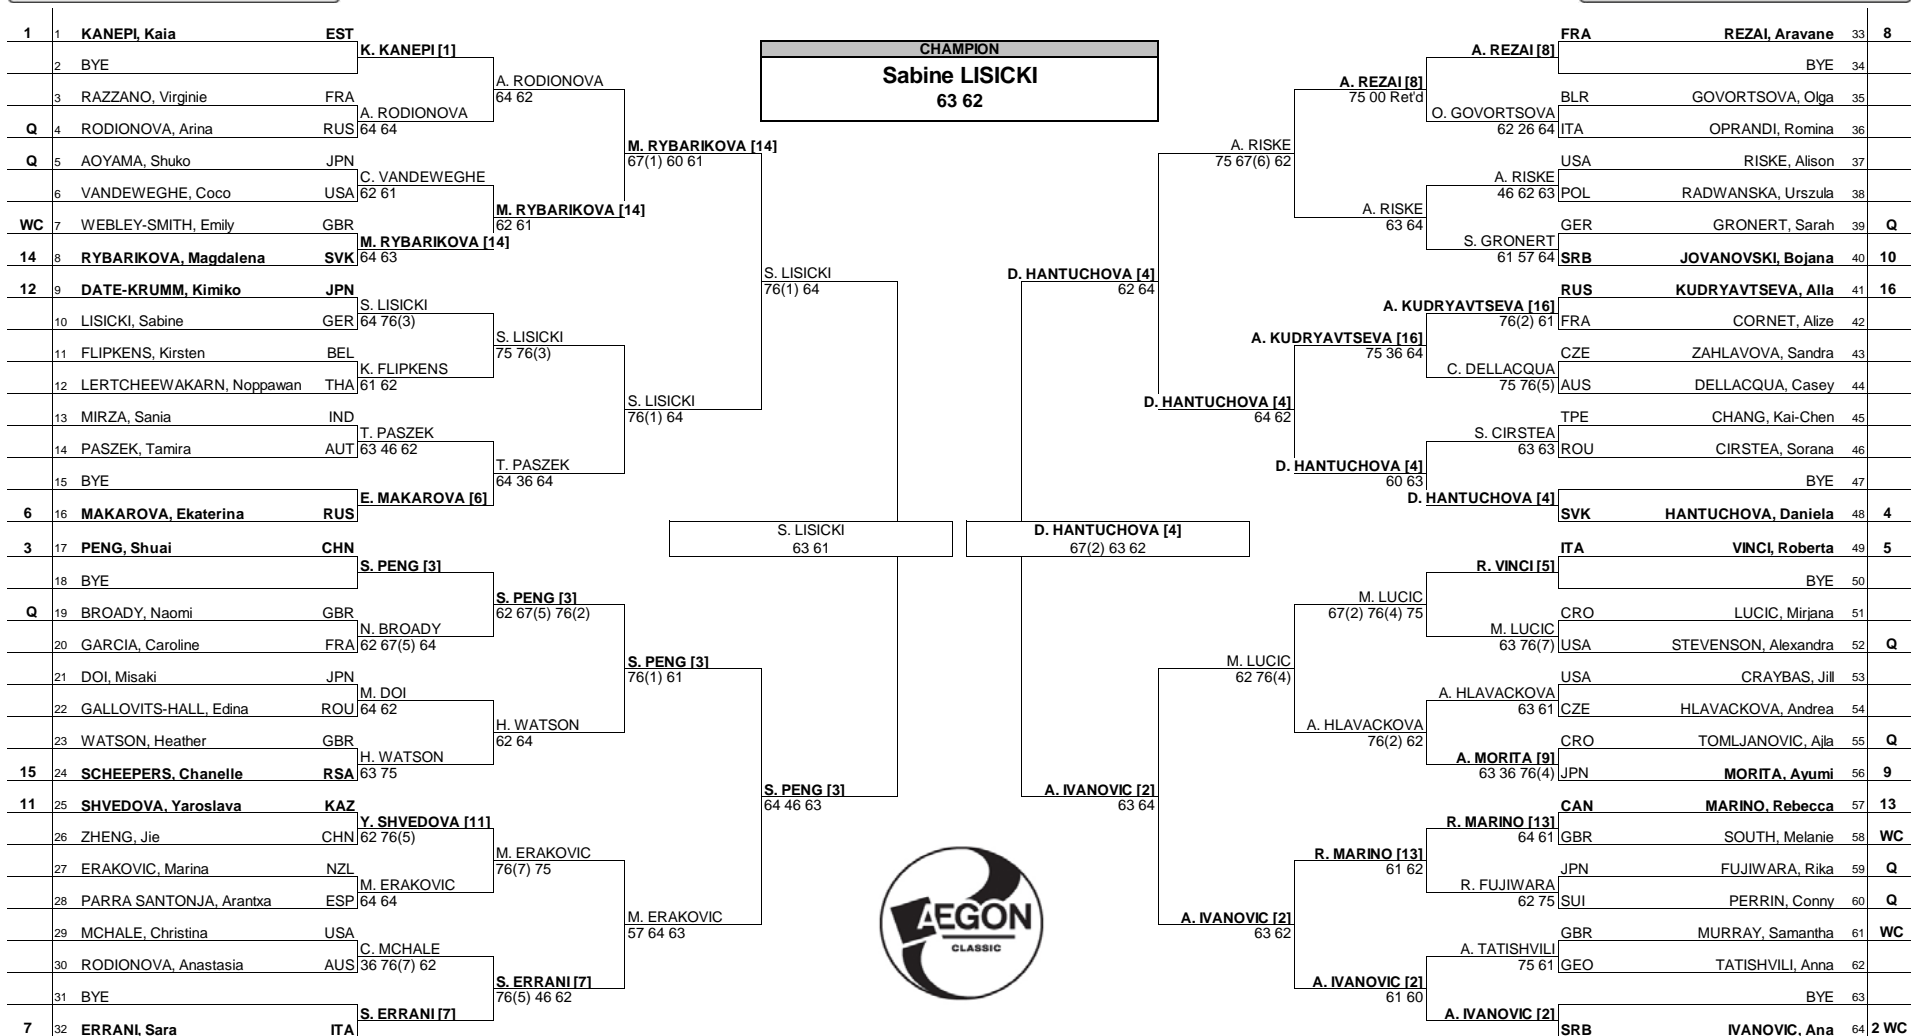 1 1 KANEPI, Kaia EST
K. KANEPI [1]
2 BYE
A. RODIONOVA
64 62
3 RAZZANO, Virginie FRA
A. RODIONOVA
Q 4 RODIONOVA, Arina RUS 64 64
M. RYBARIKOVA [14]
67(1) 60 61
Q 5 AOYAMA, Shuko JPN
C. VANDEWEGHE
6 VANDEWEGHE, Coco USA 62 61
M. RYBARIKOVA [14]
62 61
WC 7 WEBLEY-SMITH, Emily GBR
M. RYBARIKOVA [14]
14 8 RYBARIKOVA, Magdalena SVK 64 63
S. LISICKI
76(1) 64
12 9 DATE-KRUMM, Kimiko JPN
S. LISICKI
10 LISICKI, Sabine GER 64 76(3)
S. LISICKI
75 76(3)
11 FLIPKENS, Kirsten BEL
K. FLIPKENS
12 LERTCHEEWAKARN, Noppawan THA 61 62
S. LISICKI
76(1) 64
13 MIRZA, Sania IND
T. PASZEK
14 PASZEK, Tamira AUT 63 46 62
T. PASZEK
64 36 64
15 BYE
E. MAKAROVA [6]
6 16 MAKAROVA, Ekaterina RUS
S. LISICKI
63 61
3 17 PENG, Shuai CHN
S. PENG [3]
18 BYE
S. PENG [3]
62 67(5) 76(2)
Q 19 BROADY, Naomi GBR
N. BROADY
20 GARCIA, Caroline FRA 62 67(5) 64
S. PENG [3]
76(1) 61
21 DOI, Misaki JPN
M. DOI
22 GALLOVITS-HALL, Edina ROU 64 62
H. WATSON
62 64
23 WATSON, Heather GBR
H. WATSON
15 24 SCHEEPERS, Chanelle RSA 63 75
S. PENG [3]
64 46 63
11 25 SHVEDOVA, Yaroslava KAZ
Y. SHVEDOVA [11]
26 ZHENG, Jie CHN 62 76(5)
M. ERAKOVIC
76(7) 75
27 ERAKOVIC, Marina NZL
M. ERAKOVIC
28 PARRA SANTONJA, Arantxa ESP 64 64
M. ERAKOVIC
57 64 63
29 MCHALE, Christina USA
C. MCHALE
30 RODIONOVA, Anastasia AUS 36 76(7) 62
S. ERRANI [7]
76(5) 46 62
31 BYE
S. ERRANI [7]
7 32 ERRANI, Sara ITA
CHAMPION
Sabine LISICKI
63 62
AEGON
CLASSIC
FRA REZAI, Aravane 33 8
A. REZAI [8]
BYE 34
A. REZAI [8]
75 00 Ret'd
BLR GOVORTSOVA, Olga 35
O. GOVORTSOVA
62 26 64 ITA OPRANDI, Romina 36
A. RISKE
75 67(6) 62
USA RISKE, Alison 37
A. RISKE
46 62 63 POL RADWANSKA, Urszula 38
A. RISKE
63 64
GER GRONERT, Sarah 39 Q
S. GRONERT
61 57 64 SRB JOVANOVSKI, Bojana 40 10
D. HANTUCHOVA [4]
62 64
RUS KUDRYAVTSEVA, Alla 41 16
A. KUDRYAVTSEVA [16]
76(2) 61 FRA CORNET, Alize 42
A. KUDRYAVTSEVA [16]
75 36 64
CZE ZAHLAVOVA, Sandra 43
C. DELLACQUA
75 76(5) AUS DELLACQUA, Casey 44
D. HANTUCHOVA [4]
64 62
TPE CHANG, Kai-Chen 45
S. CIRSTEA
63 63 ROU CIRSTEA, Sorana 46
D. HANTUCHOVA [4]
60 63
BYE 47
D. HANTUCHOVA [4]
SVK HANTUCHOVA, Daniela 48 4
D. HANTUCHOVA [4]
67(2) 63 62
ITA VINCI, Roberta 49 5
R. VINCI [5]
BYE 50
M. LUCIC
67(2) 76(4) 75
CRO LUCIC, Mirjana 51
M. LUCIC
63 76(7) USA STEVENSON, Alexandra 52 Q
M. LUCIC
62 76(4)
USA CRAYBAS, Jill 53
A. HLAVACKOVA
63 61 CZE HLAVACKOVA, Andrea 54
A. HLAVACKOVA
76(2) 62
CRO TOMLJANOVIC, Ajla 55 Q
A. MORITA [9]
63 36 76(4) JPN MORITA, Ayumi 56 9
A. IVANOVIC [2]
63 64
CAN MARINO, Rebecca 57 13
R. MARINO [13]
64 61 GBR SOUTH, Melanie 58 WC
R. MARINO [13]
61 62
JPN FUJIWARA, Rika 59 Q
R. FUJIWARA
62 75 SUI PERRIN, Conny 60 Q
A. IVANOVIC [2]
63 62
GBR MURRAY, Samantha 61 WC
A. TATISHVILI
75 61 GEO TATISHVILI, Anna 62
A. IVANOVIC [2]
61 60
BYE 63
A. IVANOVIC [2]
SRB IVANOVIC, Ana 64 2 WC